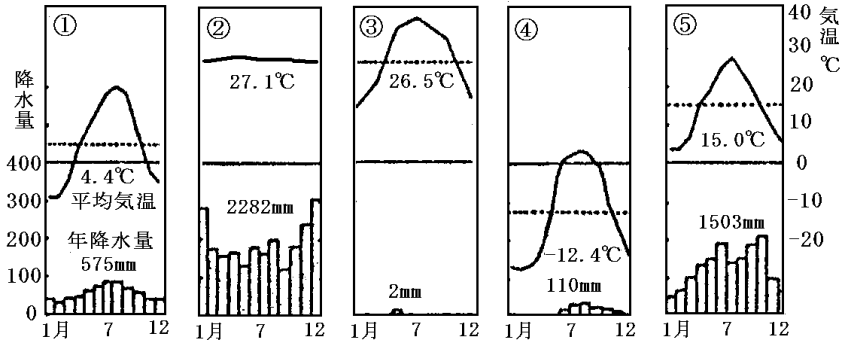 ① ② ③ ④ ⑤
降水量
400
300
200
100
0
4.4℃
平均気温
年降水量
575mm
1月 7 12
27.1℃
2282mm
1月 7 12
26.5℃
2mm
1月 7 12
-12.4℃
110mm
1月 7 12
15.0℃
1503mm
1月 7 12
気温 ℃
40
30
20
10
0
-10
-20